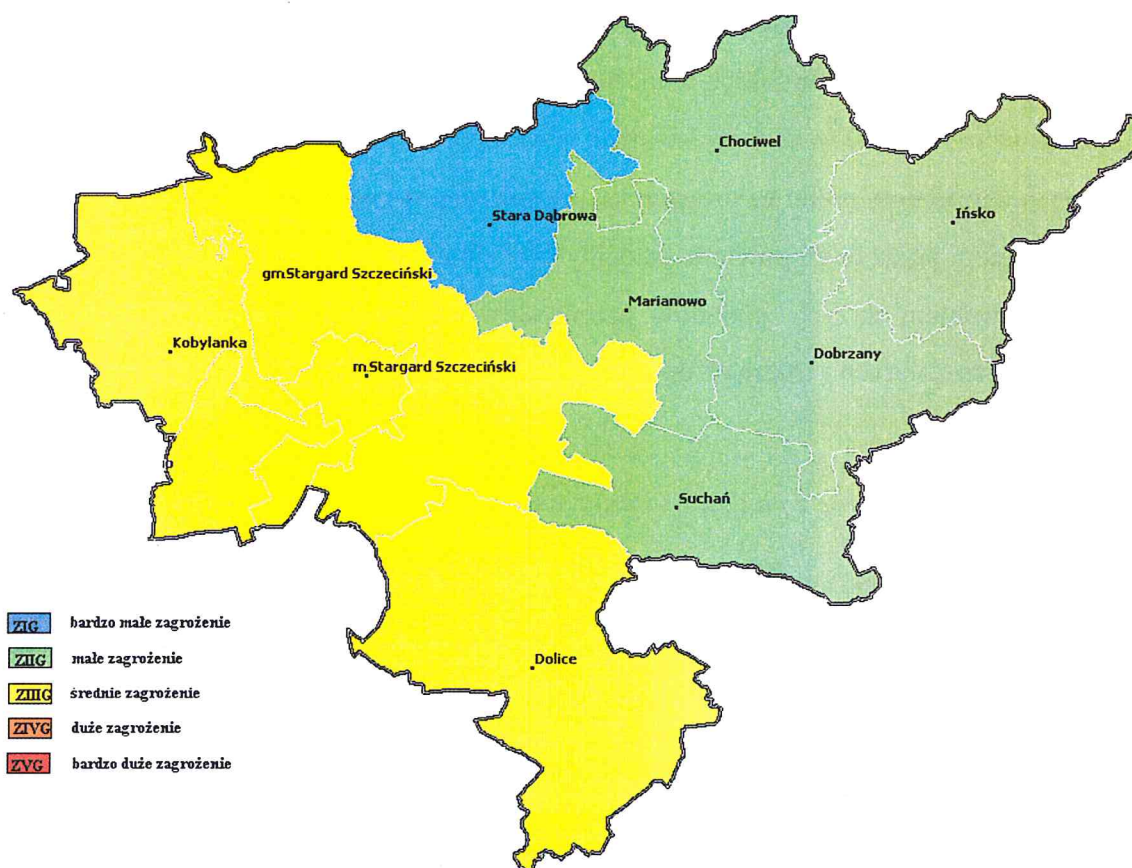 Chociwel
Ińsko
Stara Dąbrowa
gm.Stargard Szczeciński
Marianowo
Kobylanka
m.Stargard Szczeciński
Dobrzany
Suchań
Dolice
ZIG bardzo małe zagrożenie
ZIIG małe zagrożenie
ZIIIG średnie zagrożenie
ZIVG duże zagrożenie
ZVG bardzo duże zagrożenie